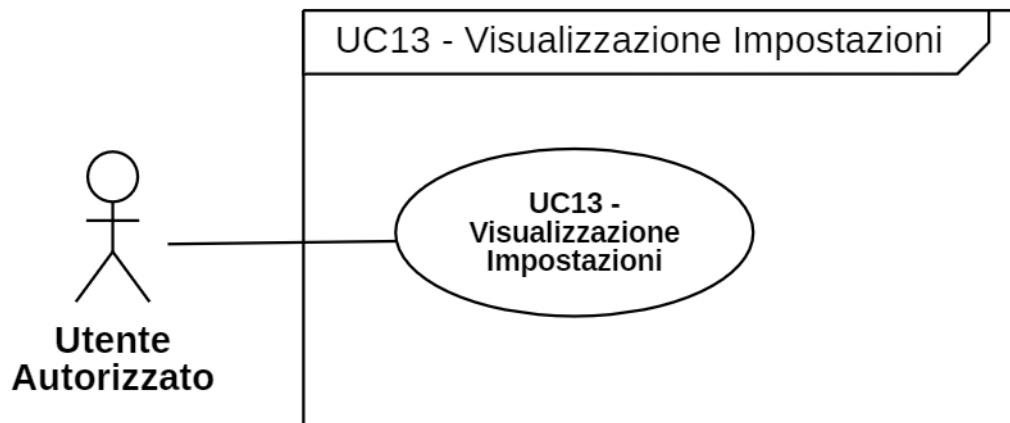 UC13 - Visualizzazione Impostazioni
UC13 -
Visualizzazione
Impostazioni
Utente
Autorizzato